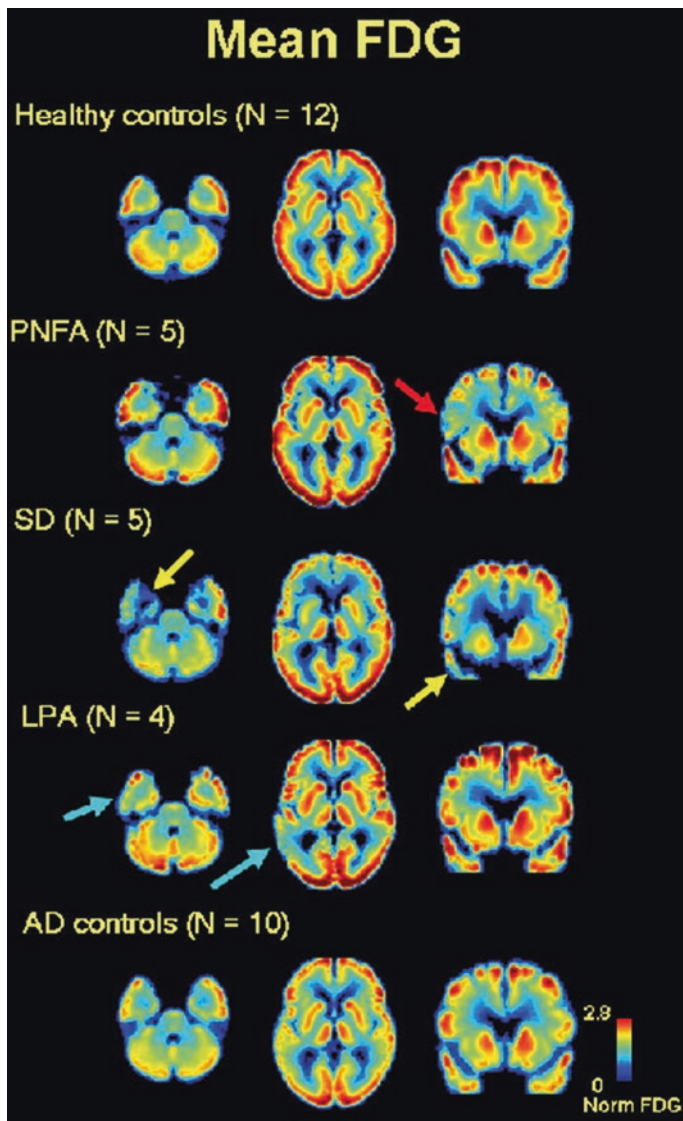 Mean FDG
Healthy controls (N = 12)
PNFA (N = 5)
SD (N = 5)
LPA (N = 4)
AD controls (N = 10)
2.8
0
Norm FDG